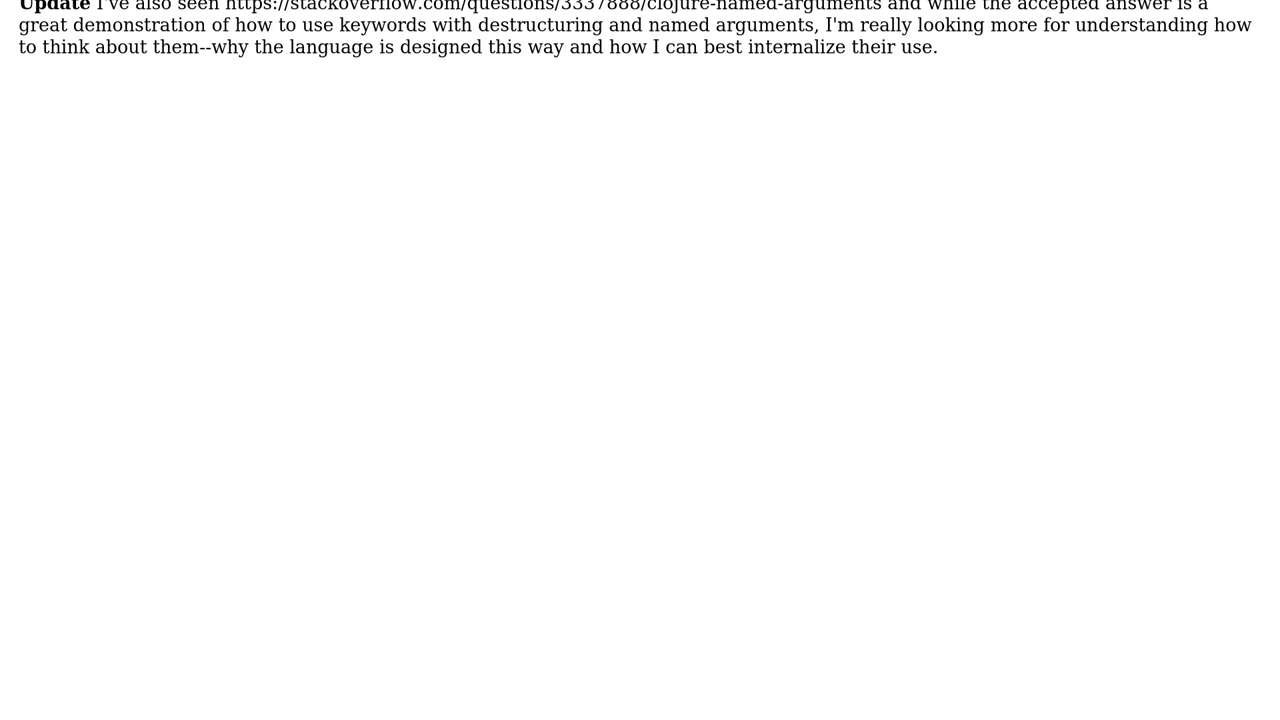 Update I've also seen https://stackoverflow.com/questions/3337888/clojure-named-arguments and while the accepted answer is a
great demonstration of how to use keywords with destructuring and named arguments, I'm really looking more for understanding how
to think about them--why the language is designed this way and how I can best internalize their use.